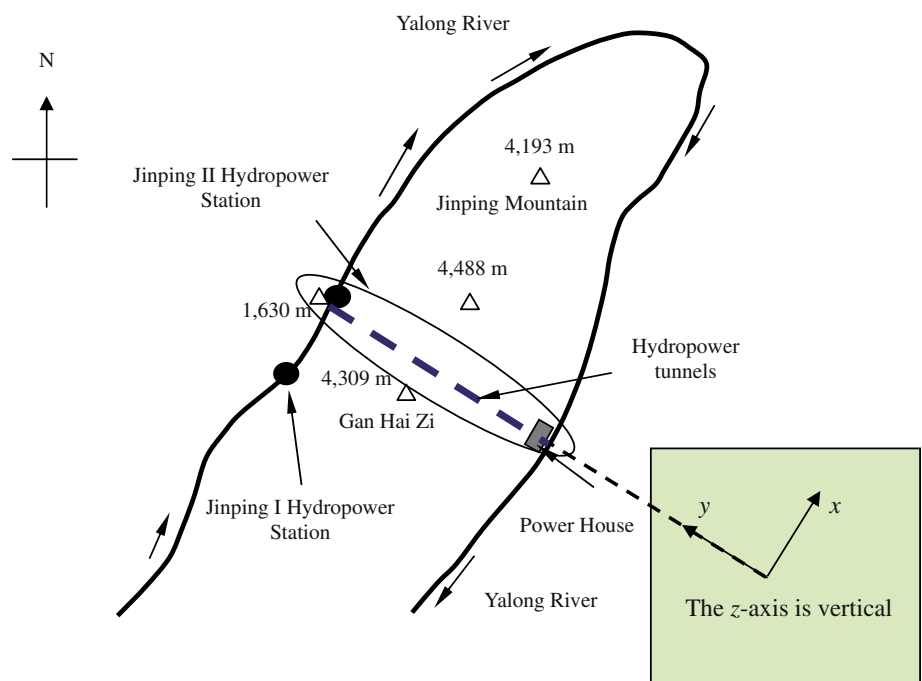 Yalong River
N
4,193 m
Jinping II Hydropower
Station
Jinping Mountain
4,488 m
1,630 m
Hydropower
tunnels
4,309 m
Gan Hai Zi
Jinping I Hydropower
Station
y
x
Power House
Yalong River
The z-axis is vertical